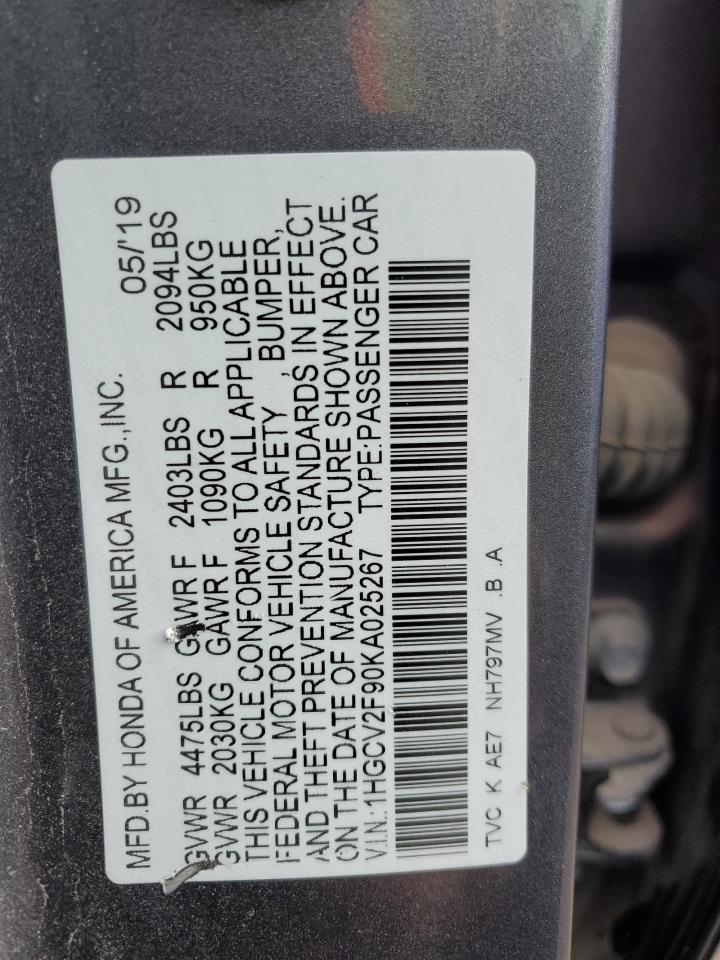 MFD.BY HONDA OF AMERICA MFG.,INC. 05/'19
GVWR 4475LBS GAWR F 2403LBS R 2094LBS
GVWR 2030KG GAWR F 1090KG R 950KG
THIS VEHICLE CONFORMS TO ALL APPLICABLE
FEDERAL MOTOR VEHICLE SAFETY , BUMPER,
AND THEFT PREVENTION STANDARDS IN EFFECT
ON THE DATE OF MANUFACTURE SHOWN ABOVE.
V.I.N.: 1HGCV2F90KA025267 TYPE:PASSENGER CAR
TVC K AE7 NH797MV .B .A